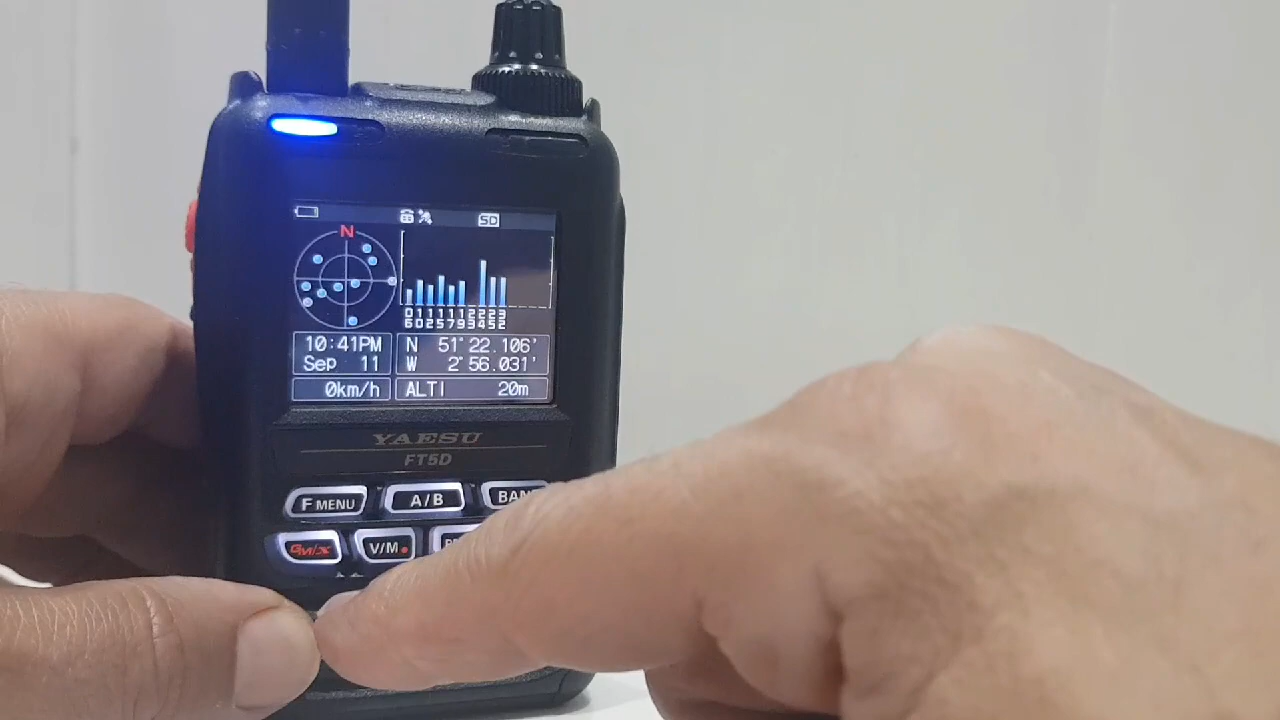 SD
N
0 1 1 1 1 1 2 2 2 3
6 0 2 5 7 9 3 4 5 2
10:41PM
Sep 11
N 51°22.106'
W 2°56.031'
0km/h
ALTI 20m
YAESU
FT5D
F MENU A/B
V/M